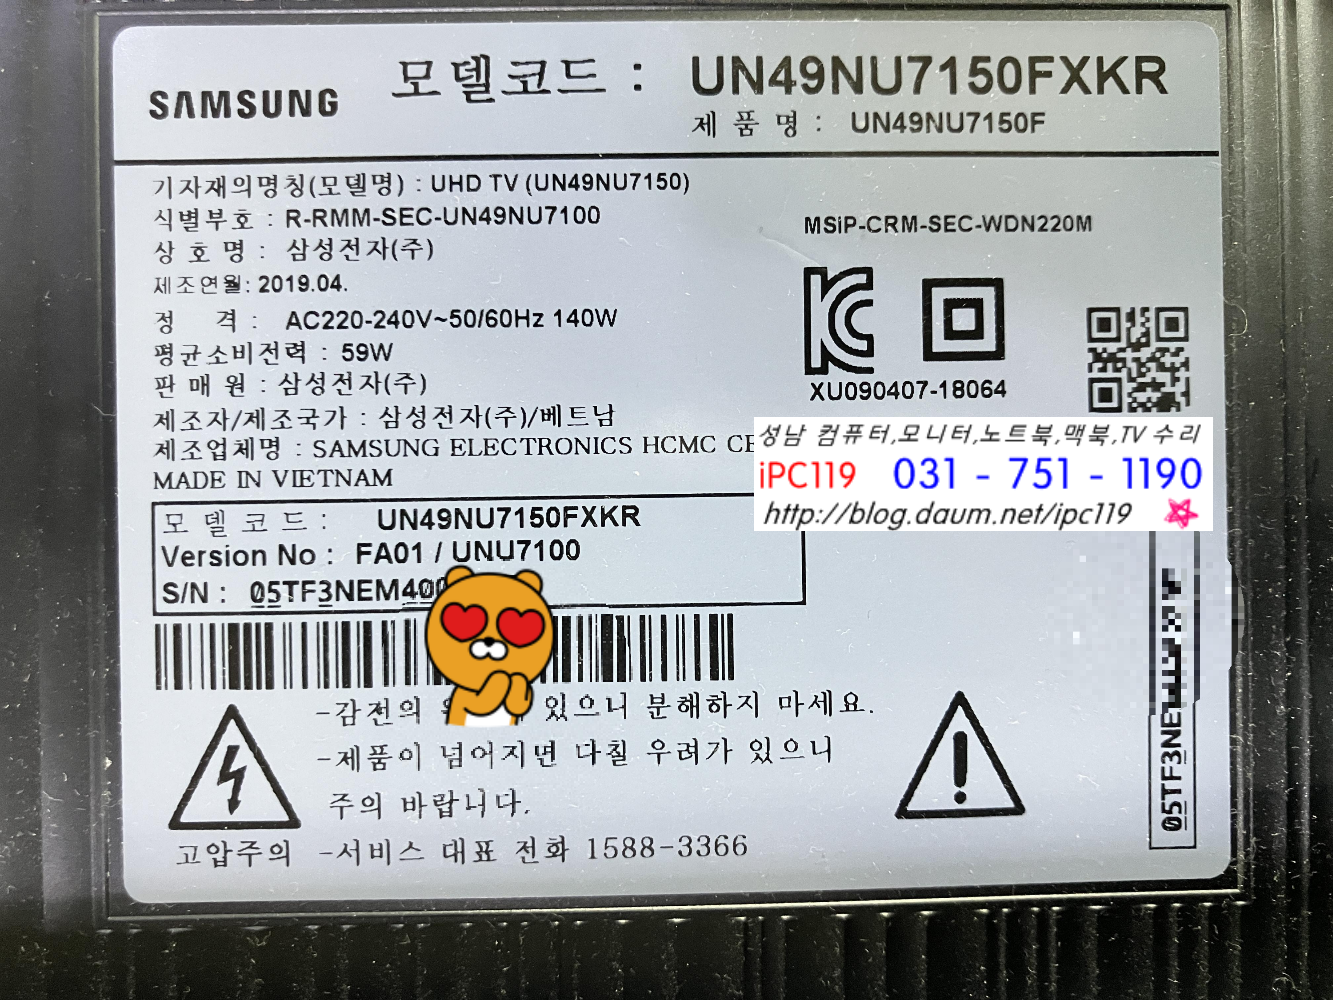 SAMSUNG 모델코드 : UN49NU7150FXKR
제 품 명 : UN49NU7150F
기자재의명칭(모델명) : UHD TV (UN49NU7150)
식별부호 : R-RMM-SEC-UN49NU7100
MSiP-CRM-SEC-WDN220M
상 호 명 : 삼성전자(주)
제조연월: 2019.04.
정 격 : AC220-240V~50/60Hz 140W
평균소비전력 : 59W
판 매 원 : 삼성전자(주)
XU090407-18064
제조자/제조국가 : 삼성전자(주)/베트남
제조업체명 : SAMSUNG ELECTRONICS HCMC
MADE IN VIETNAM
성남 컴퓨터,모니터,노트북,맥북,TV 수리
iPC119 031 - 751 - 1190
http://blog.daum.net/ipc119
모 델 코 드 : UN49NU7150FXKR
Version No : FA01 / UNU7100
S/N : 05TF3NEM400
-감전의 있으니 분해하지 마세요.
-제품이 넘어지면 다칠 우려가 있으니
주의 바랍니다.
고압주의 -서비스 대표 전화 1588-3366
05TF3NE